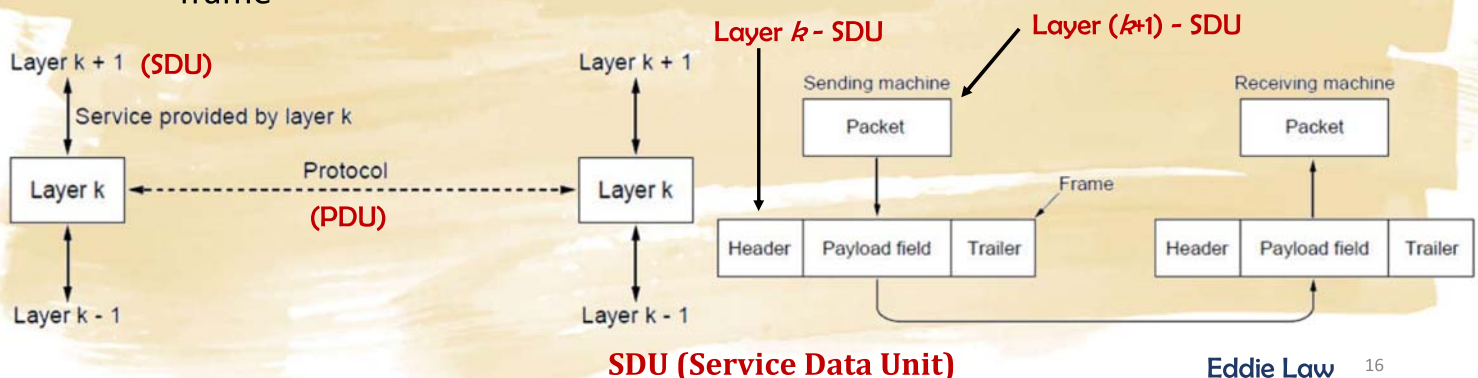 frame
Layer k - SDU
Layer (k+1) - SDU
Layer k + 1 (SDU)
Service provided by layer k
Layer k
Layer k - 1
Protocol
(PDU)
Layer k + 1
Layer k
Layer k - 1
Sending machine
Packet
Frame
Header
Payload field
Trailer
Receiving machine
Packet
Header
Payload field
Trailer
SDU (Service Data Unit)
Eddie Law 16